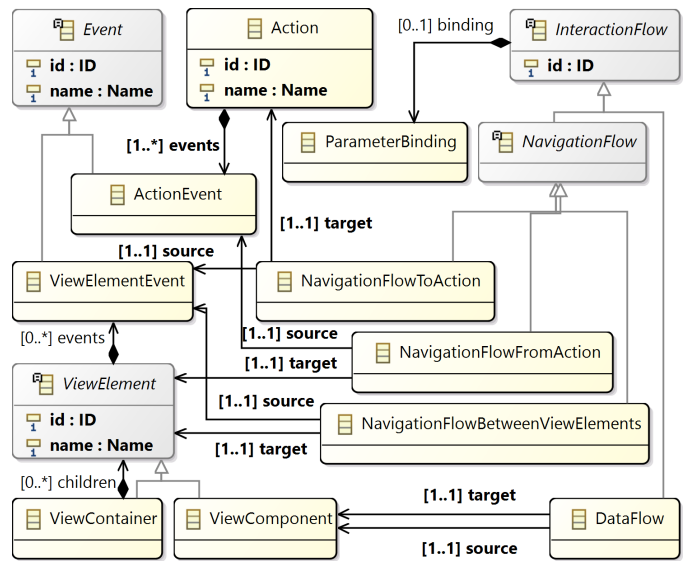 Event
id : ID
name : Name
Action
id : ID
name : Name
[0..1] binding
InteractionFlow
id : ID
[1..*] events
ParameterBinding
NavigationFlow
ActionEvent
[1..1] target
[1..1] source
ViewElementEvent
NavigationFlowToAction
[1..1] source
[0..*] events
NavigationFlowFromAction
[1..1] target
ViewElement
[1..1] source
id : ID
name : Name
NavigationFlowBetweenViewElements
[1..1] target
[0..*] children
[1..1] target
ViewContainer
ViewComponent
DataFlow
[1..1] source